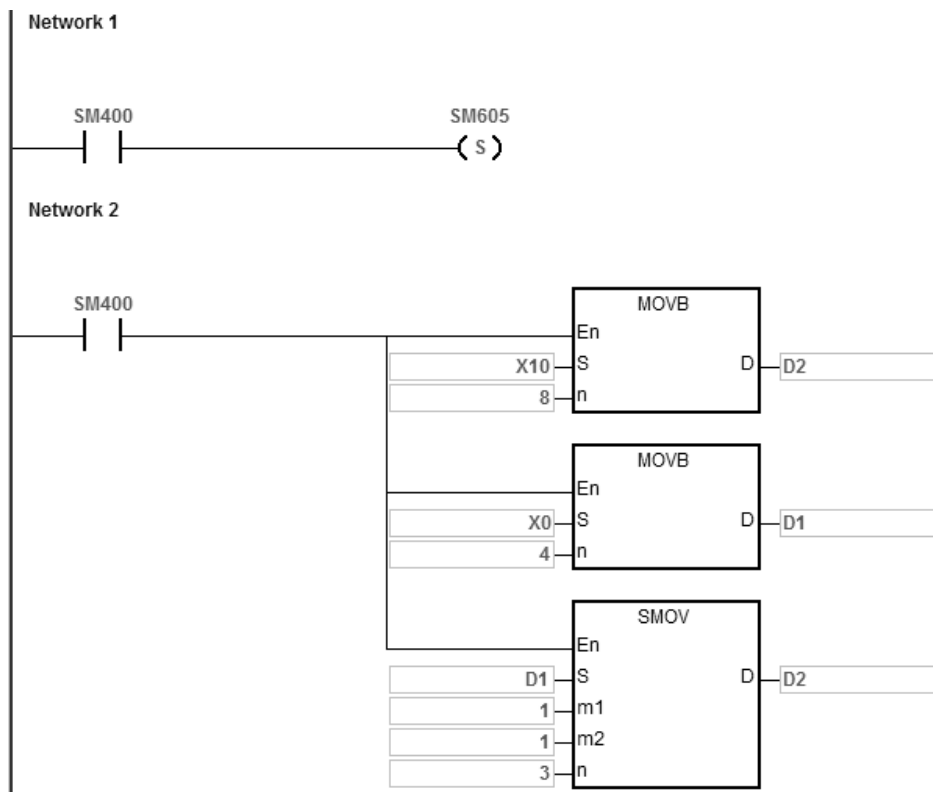 Network 1
SM400 SM605
( S )
Network 2
SM400
MOVB
En
X10 S D D2
8 n
MOVB
En
X0 S D D1
4 n
SMOV
En
D1 S D D2
1 m1
1 m2
3 n